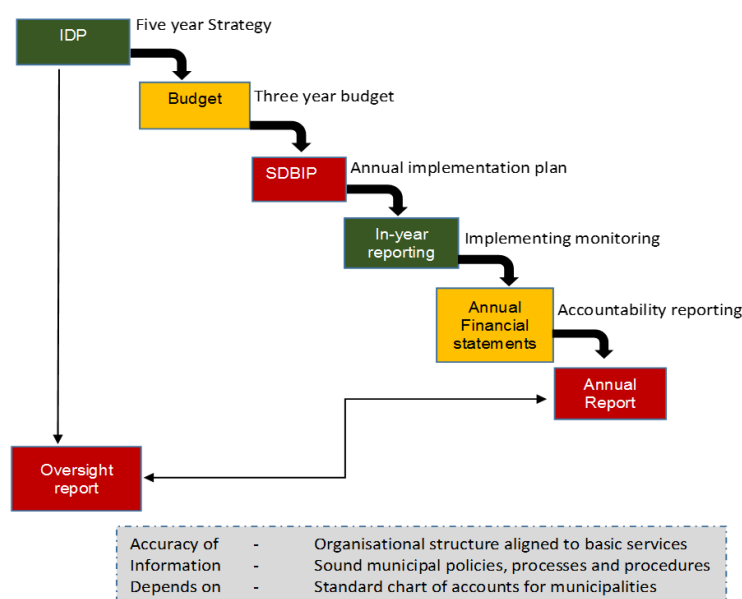 IDP
Five year Strategy
Budget
Three year budget
SDBIP
Annual implementation plan
In-year
reporting
Implementing monitoring
Annual
Financial
statements
Accountability reporting
Annual
Report
Oversight
report
Accuracy of - Organisational structure aligned to basic services
Information - Sound municipal policies, processes and procedures
Depends on - Standard chart of accounts for municipalities